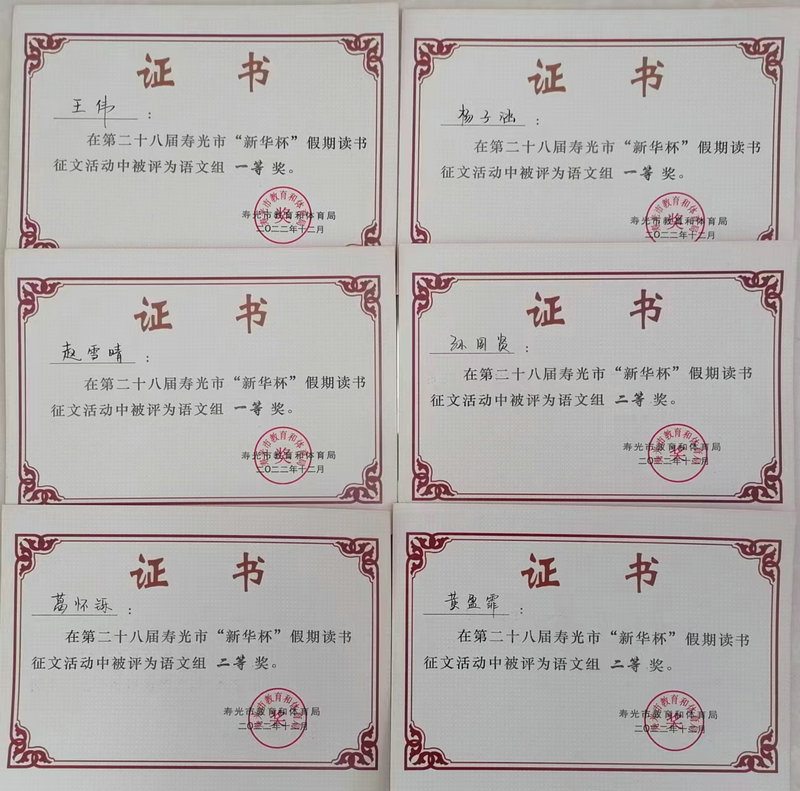 证 书
王伟：
在第二十八届寿光市“新华杯”假期读书
征文活动中被评为语文组 一等 奖。
寿光市教育和体育局
二〇二二年十二月
证 书
杨子涵：
在第二十八届寿光市“新华杯”假期读书
征文活动中被评为语文组 一等 奖。
寿光市教育和体育局
二〇二二年十二月
证 书
赵雪晴：
在第二十八届寿光市“新华杯”假期读书
征文活动中被评为语文组 一等 奖。
寿光市教育和体育局
二〇二二年十二月
证 书
孙国贤：
在第二十八届寿光市“新华杯”假期读书
征文活动中被评为语文组 二等 奖。
寿光市教育和体育局
二〇二二年十二月
证 书
葛怀：
在第二十八届寿光市“新华杯”假期读书
征文活动中被评为语文组 二等 奖。
寿光市教育和体育局
二〇二二年十二月
证 书
黄盈霏：
在第二十八届寿光市“新华杯”假期读书
征文活动中被评为语文组 二等 奖。
寿光市教育和体育局
二〇二二年十二月